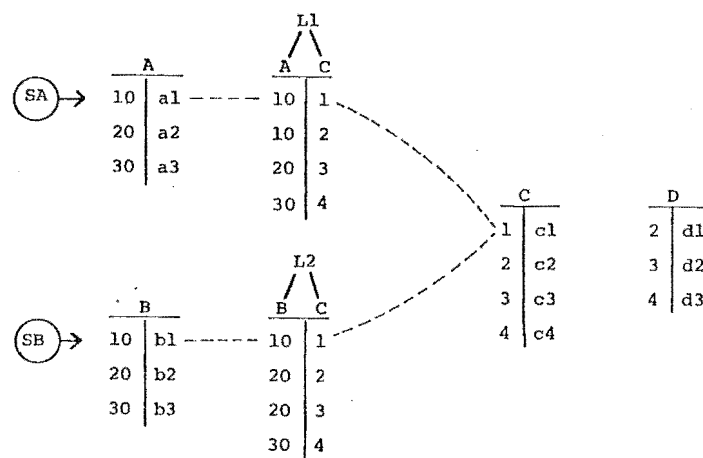 L1
A A C
SA 10 a1 10 1
20 a2 10 2
30 a3 20 3
30 4
C D
1 c1 2 d1
2 c2 3 d2
3 c3 4 d3
4 c4
L2
B B C
SB 10 b1 10 1
20 b2 20 2
30 b3 20 3
30 4